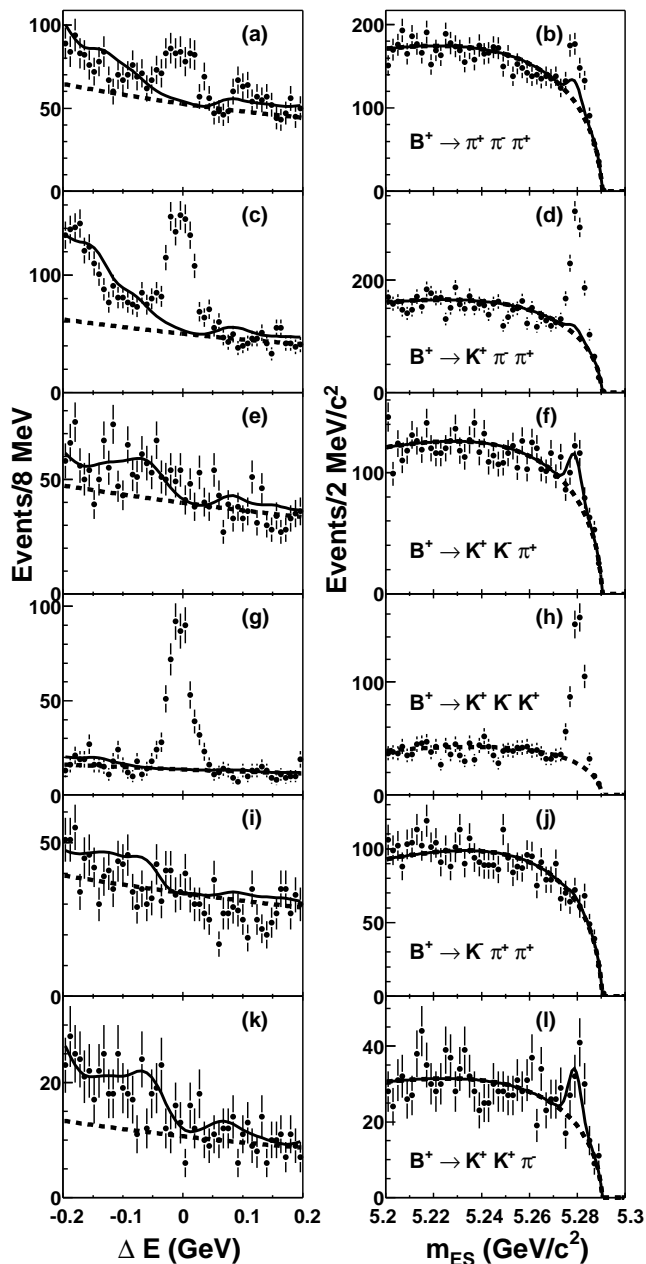 100
50
0
(a)
200
100
0
(b)
B⁺ → π⁺ π⁻ π⁺
100
0
(c)
200
0
(d)
B⁺ → K⁺ π⁻ π⁺
50
0
(e)
100
0
(f)
B⁺ → K⁺ K⁻ π⁺
100
50
0
(g)
100
0
(h)
B⁺ → K⁺ K⁻ K⁺
50
0
(i)
100
50
0
(j)
B⁺ → K⁻ π⁺ π⁺
20
0
(k)
40
20
0
(l)
B⁺ → K⁺ K⁺ π⁻
Events/8 MeV
Events/2 MeV/c²
-0.2 -0.1 0 0.1 0.2
5.2 5.22 5.24 5.26 5.28 5.3
Δ E (GeV)
m_ES (GeV/c²)